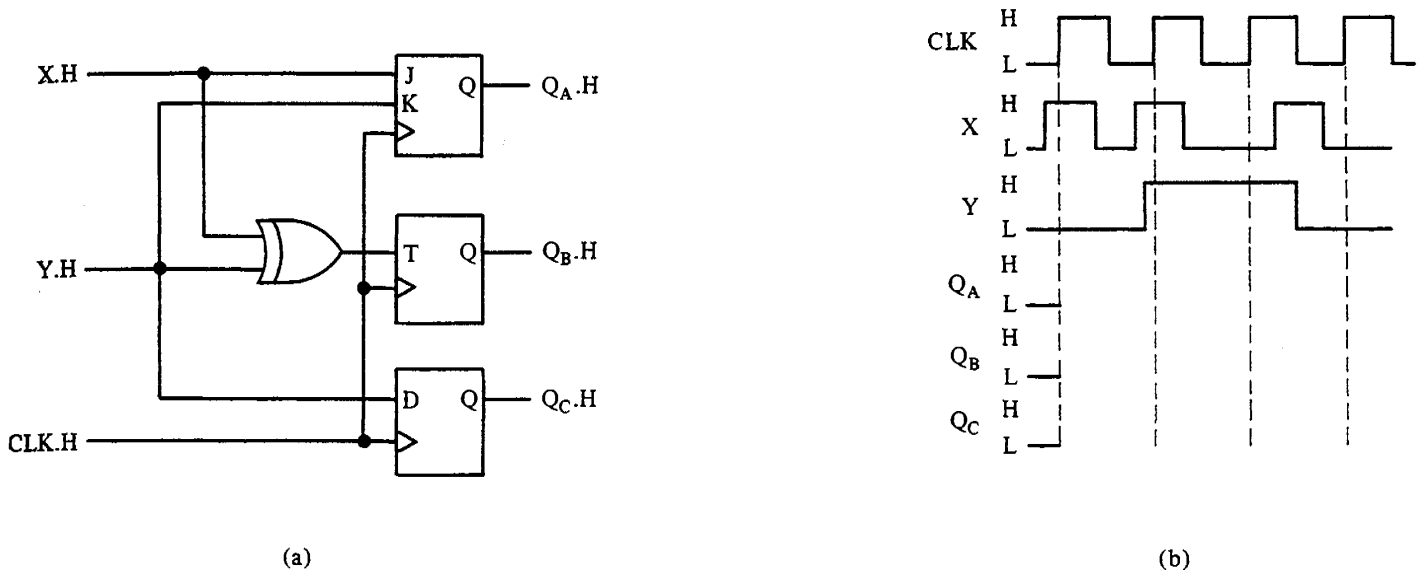 X.H
J
K
Q
Q_A.H
Y.H
T
Q
Q_B.H
D
Q
Q_C.H
CLK.H
(a)
CLK
H
L
X
H
L
Y
H
L
Q_A
H
L
Q_B
H
L
Q_C
H
L
(b)